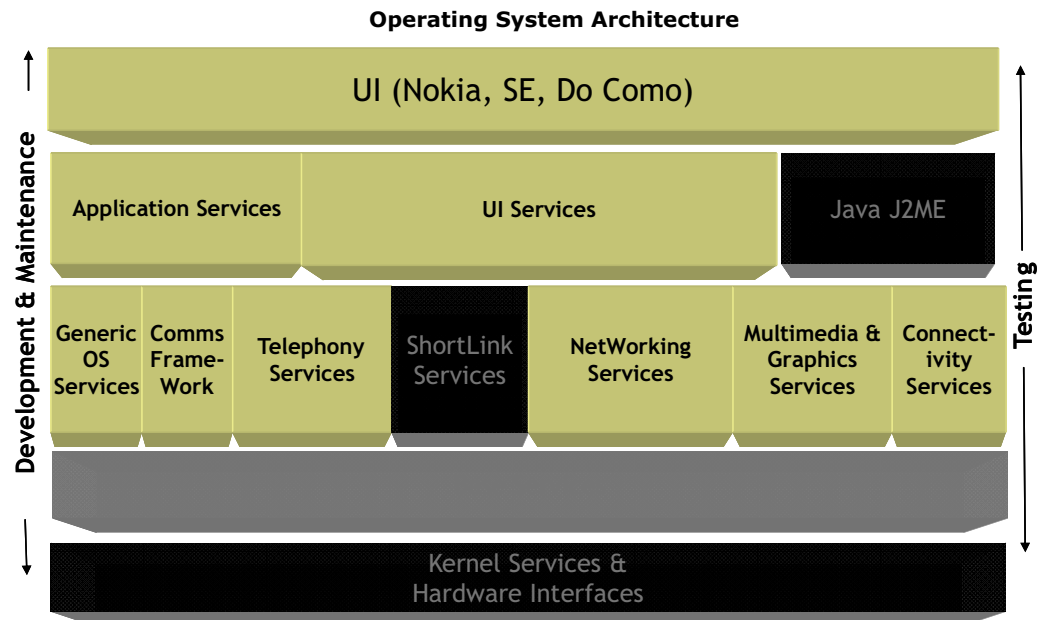 Operating System Architecture
UI (Nokia, SE, Do Como)
Application Services
UI Services
Java J2ME
Generic
OS
Services
Comms
Frame-
Work
Telephony
Services
ShortLink
Services
NetWorking
Services
Multimedia &
Graphics
Services
Connect-
ivity
Services
Kernel Services &
Hardware Interfaces
Development & Maintenance
Testing